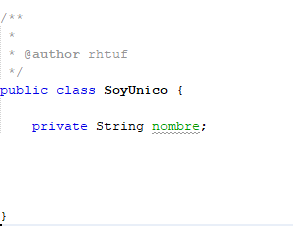 /**
*
* @author rhtuf
*/
public class SoyUnico {
private String nombre;
}